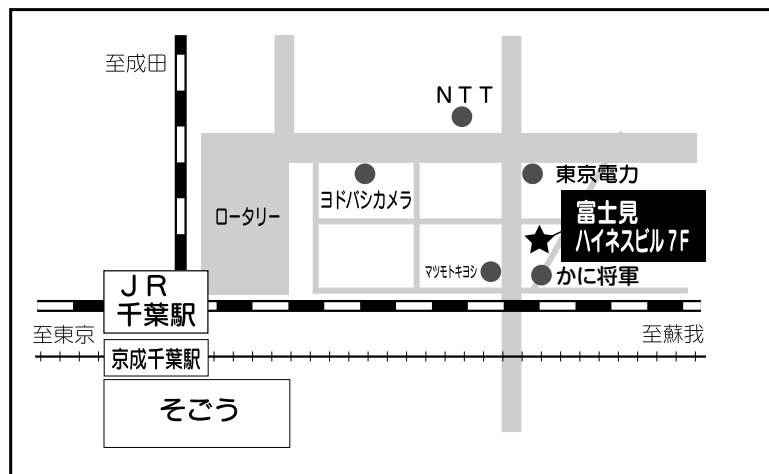 至成田
ＮＴＴ
東京電力
ヨドバシカメラ
富士見
ハイネスビル7F
ロータリー
マツモトキヨシ
かに将軍
ＪＲ
千葉駅
至東京
至蘇我
京成千葉駅
そごう